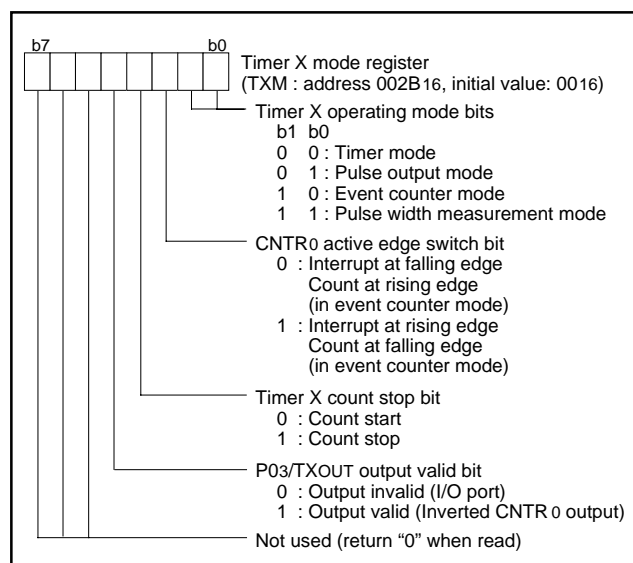 b7 b0
Timer X mode register
(TXM : address 002B16, initial value: 0016)
Timer X operating mode bits
b1 b0
0 0 : Timer mode
0 1 : Pulse output mode
1 0 : Event counter mode
1 1 : Pulse width measurement mode
CNTR0 active edge switch bit
0 : Interrupt at falling edge
Count at rising edge
(in event counter mode)
1 : Interrupt at rising edge
Count at falling edge
(in event counter mode)
Timer X count stop bit
0 : Count start
1 : Count stop
P03/TXOUT output valid bit
0 : Output invalid (I/O port)
1 : Output valid (Inverted CNTR0 output)
Not used (return “0” when read)